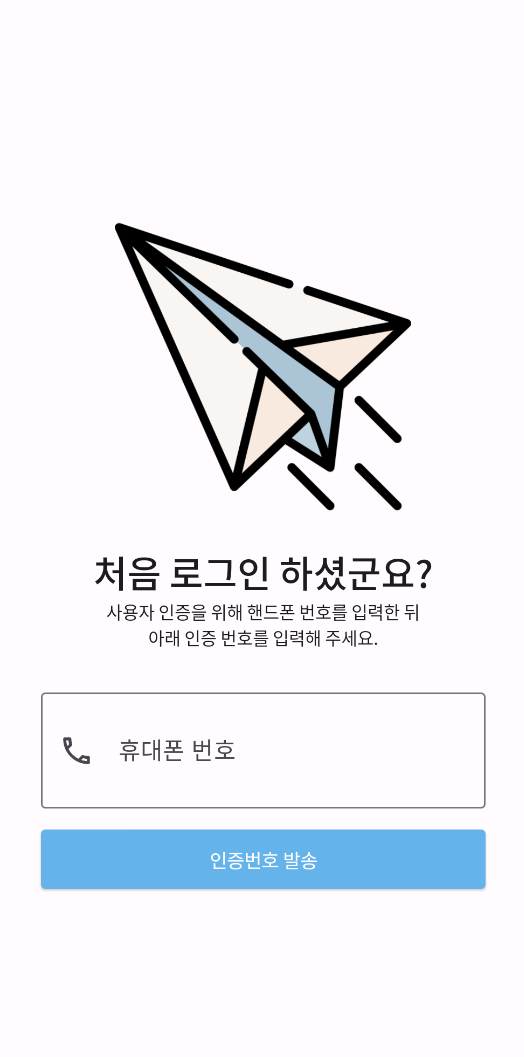 처음 로그인 하셨군요?
사용자 인증을 위해 핸드폰 번호를 입력한 뒤
아래 인증 번호를 입력해 주세요.
휴대폰 번호
인증번호 발송